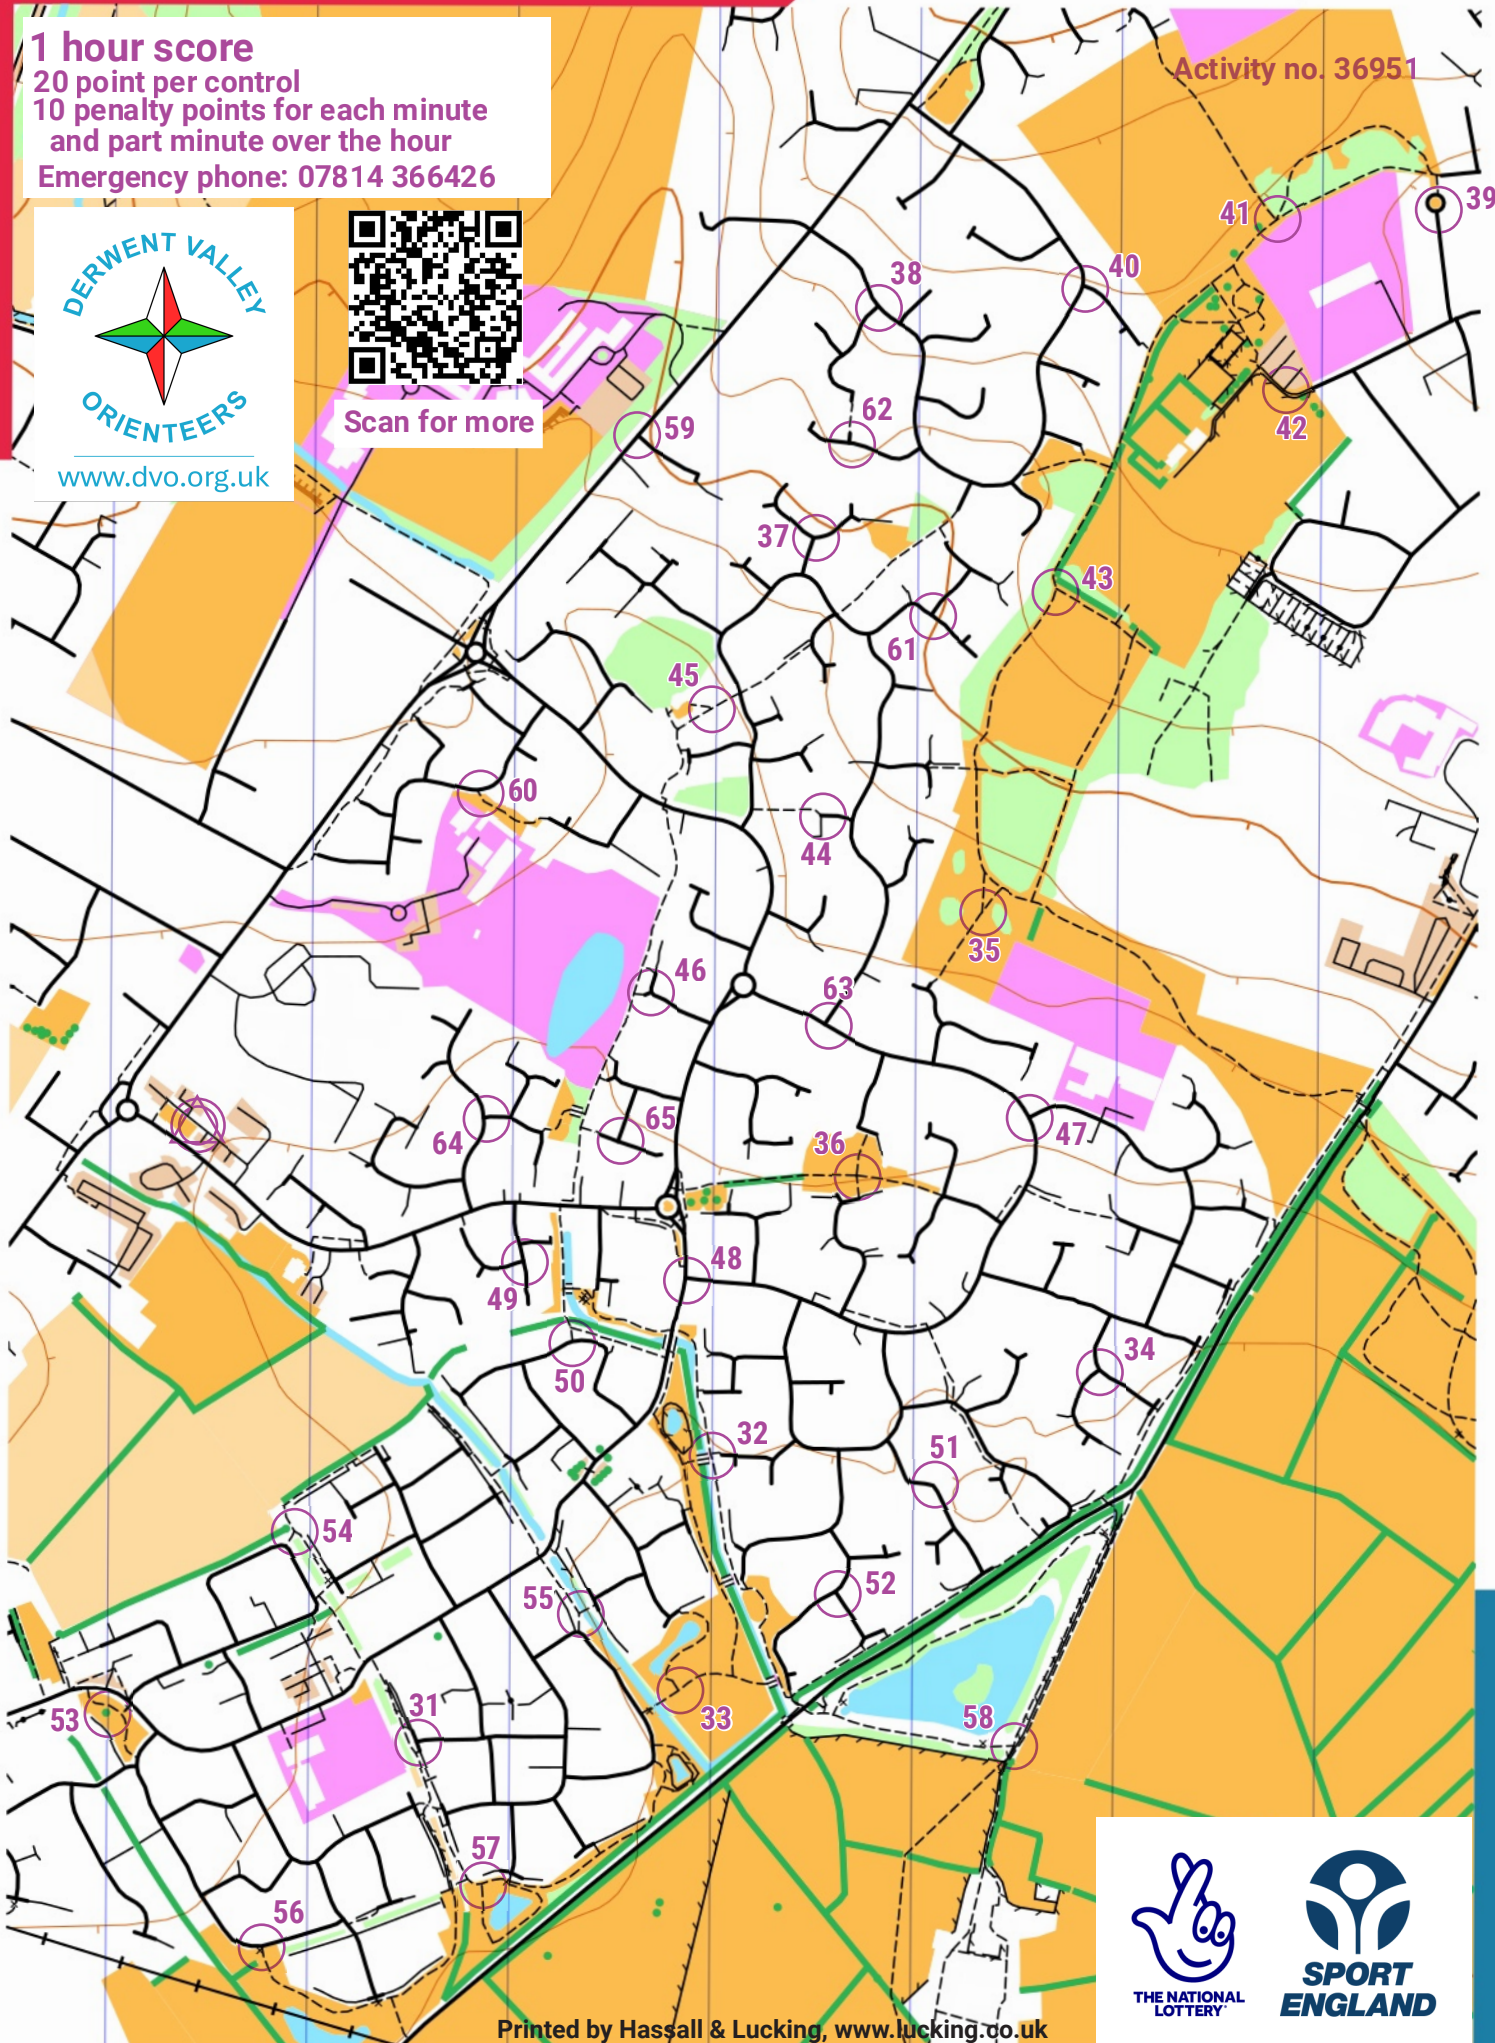 1 hour score
20 point per control
10 penalty points for each minute
and part minute over the hour
Emergency phone: 07814 366426
Activity no. 36951
DERWENT VALLEY
ORIENTEERS
www.dvo.org.uk
Scan for more
39
41
40
38
42
62
59
37
43
61
45
60
44
35
46
63
65
64
47
36
48
49
34
50
32
51
54
52
55
31
33
53
58
57
56
THE NATIONAL
LOTTERY
SPORT
ENGLAND
Printed by Hassall & Lucking, www.lucking.co.uk